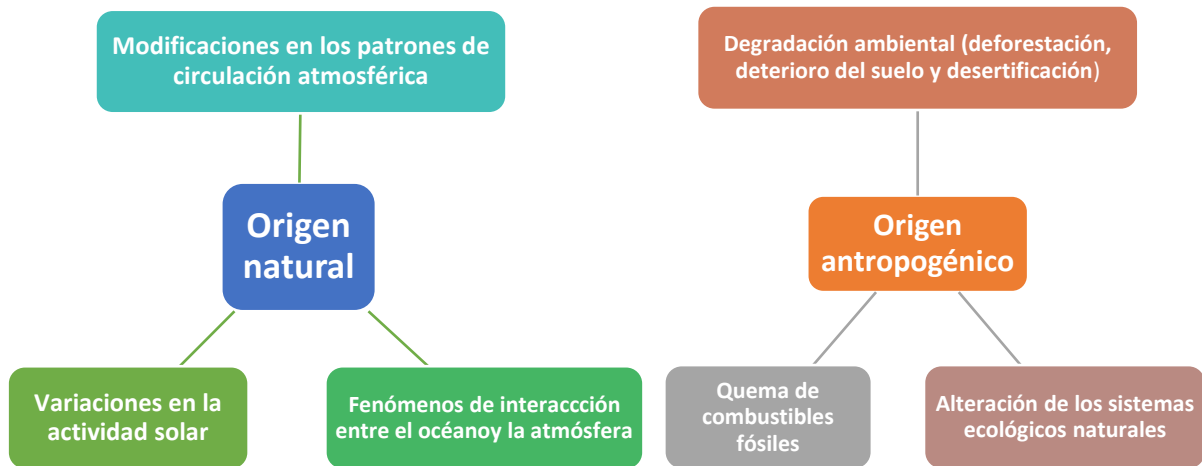 Modificaciones en los patrones de
circulación atmosférica
Origen
natural
Variaciones en la
actividad solar
Fenómenos de interaccción
entre el océanoy la atmósfera
Degradación ambiental (deforestación,
deterioro del suelo y desertificación)
Origen
antropogénico
Quema de
combustibles
fósiles
Alteración de los sistemas
ecológicos naturales